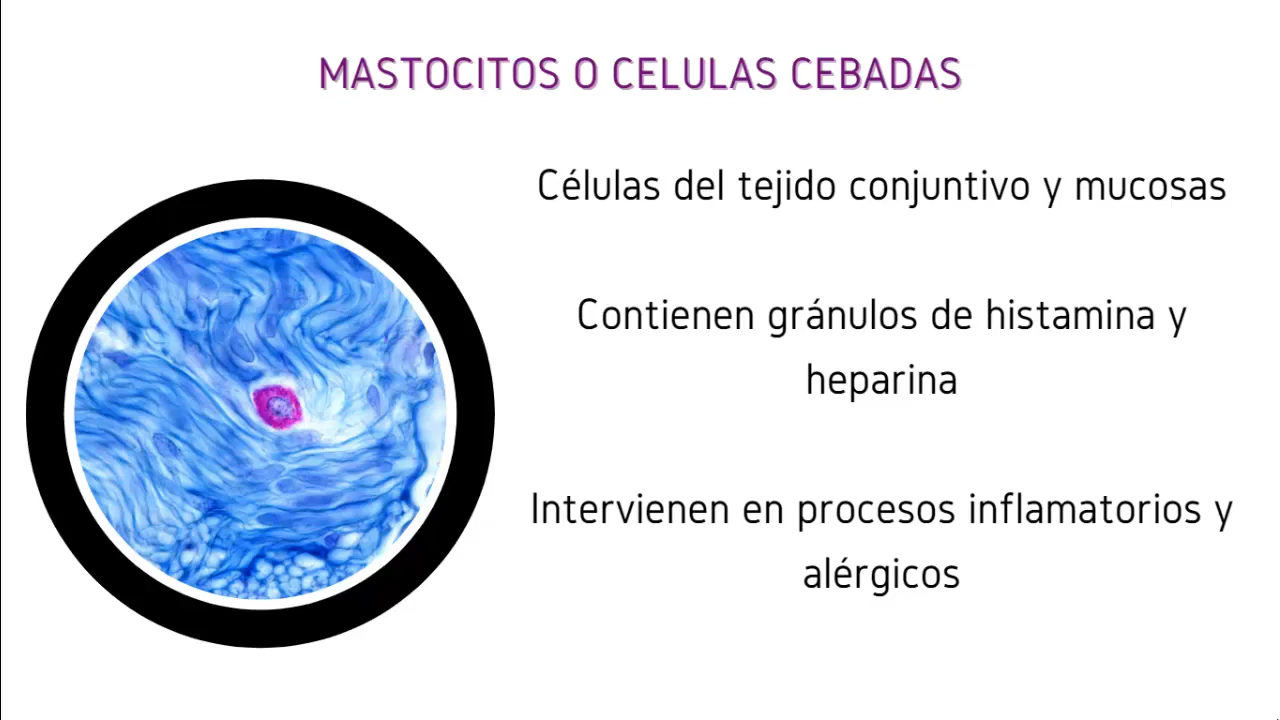 MASTOCITOS O CELULAS CEBADAS
Células del tejido conjuntivo y mucosas
Contienen gránulos de histamina y
heparina
Intervienen en procesos inflamatorios y
alérgicos